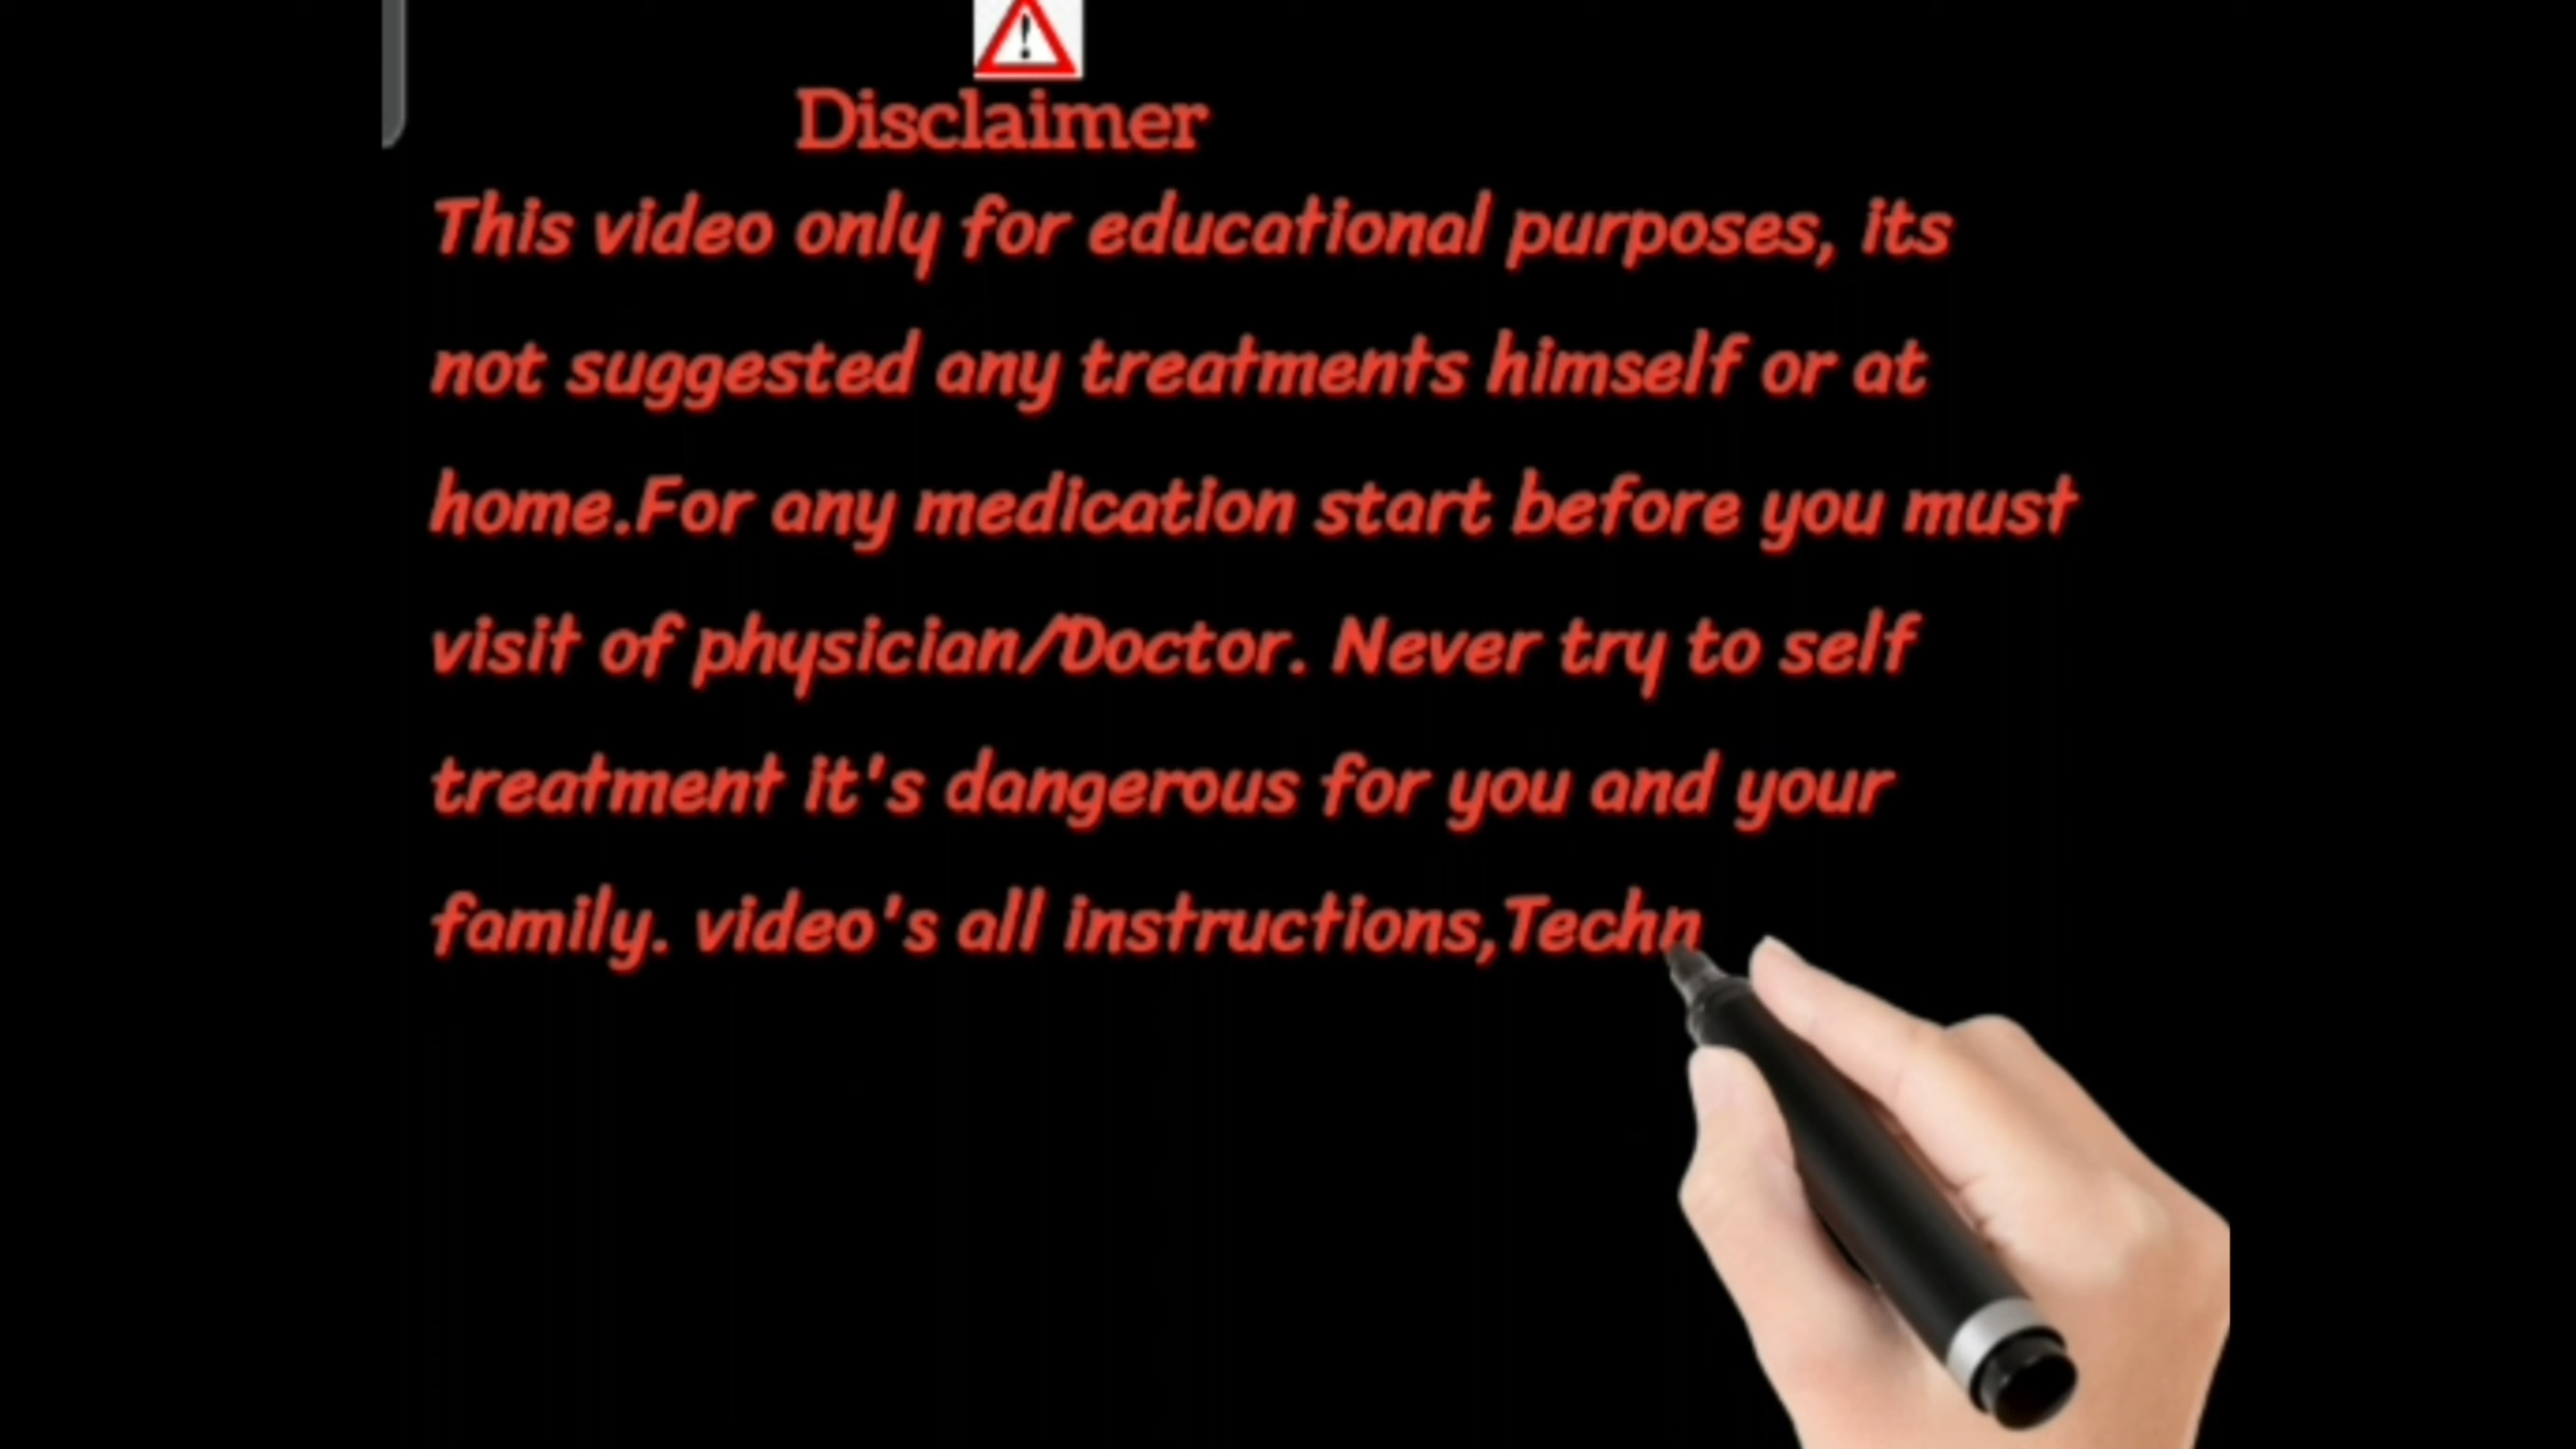 Disclaimer
This video only for educational purposes, its
not suggested any treatments himself or at
home.For any medication start before you must
visit of physician/Doctor. Never try to self
treatment it's dangerous for you and your
family. video's all instructions,Techn